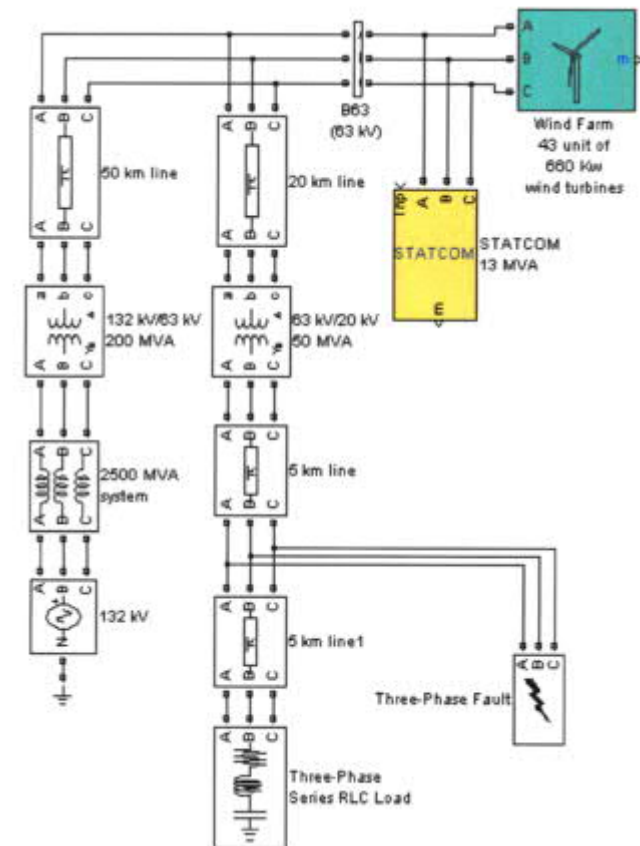 A
B
C
m
B63
(63 kV)
Wind Farm
43 unit of
660 Kw
wind turbines
A B C
50 km line
A B C
A B C
20 km line
A B C
Trip
A B C
STATCOM
m
STATCOM
13 MVA
a b c
132 kV/63 kV
200 MVA
A B C
a b c
63 kV/20 kV
50 MVA
A B C
A B C
2500 MVA
system
A B C
A B C
5 km line
A B C
A B C
132 kV
N
A B C
5 km line1
A B C
A B C
Three-Phase Fault
A B C
Three-Phase
Series RLC Load